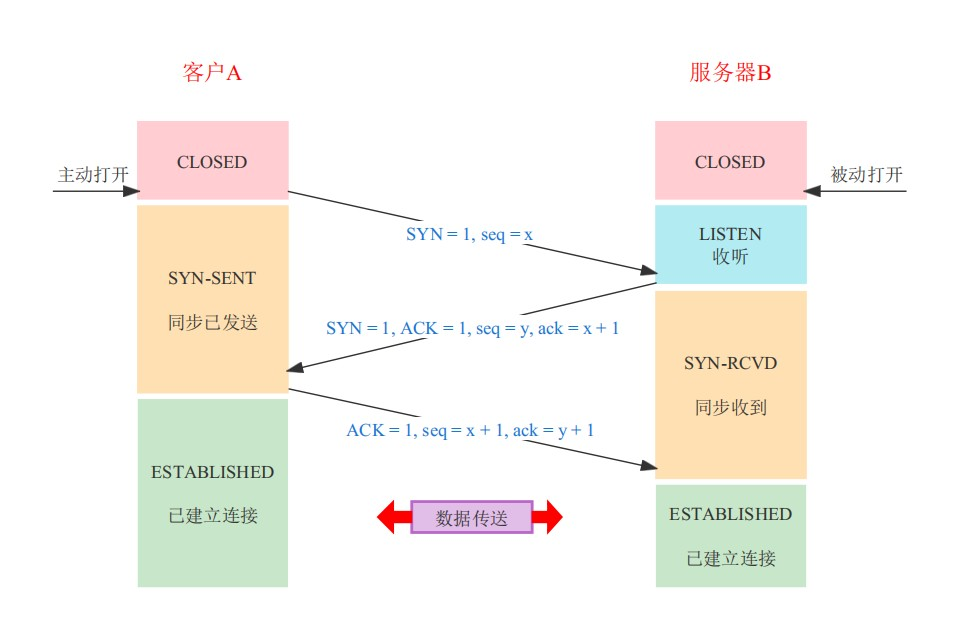 客户A
服务器B
CLOSED
CLOSED
主动打开
被动打开
SYN = 1, seq = x
LISTEN
收听
SYN-SENT
同步已发送
SYN = 1, ACK = 1, seq = y, ack = x + 1
SYN-RCVD
同步收到
ACK = 1, seq = x + 1, ack = y + 1
ESTABLISHED
已建立连接
数据传送
ESTABLISHED
已建立连接